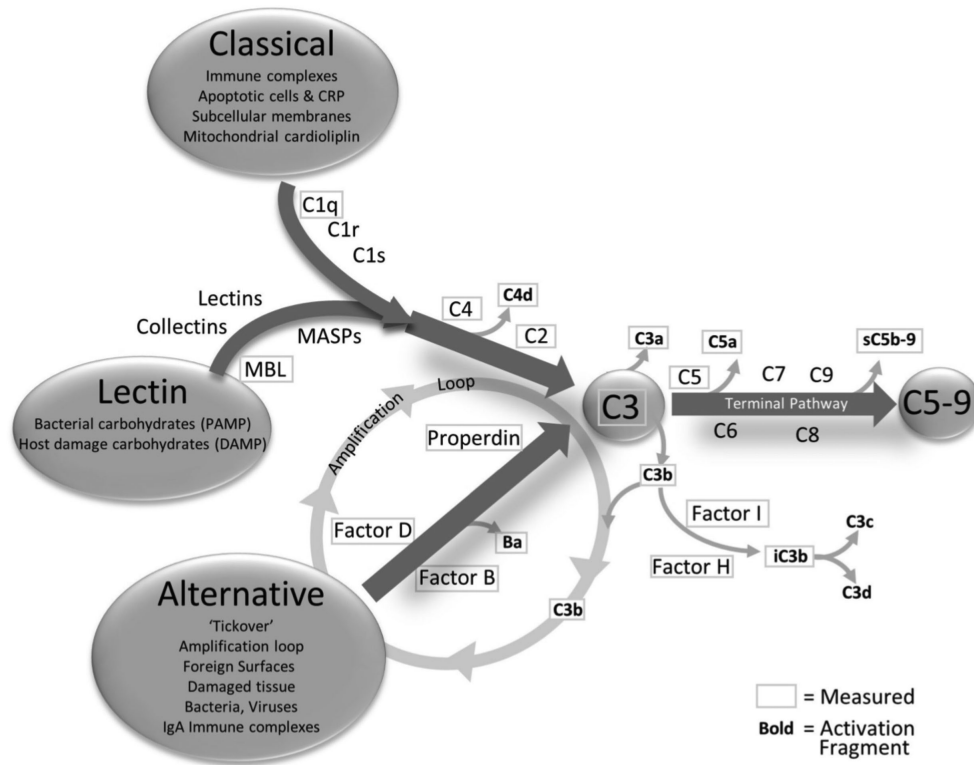 Classical
Immune complexes
Apoptotic cells & CRP
Subcellular membranes
Mitochondrial cardioliplin
C1q
C1r
C1s
Lectins
Collectins
MASPs
MBL
Lectin
Bacterial carbohydrates (PAMP)
Host damage carbohydrates (DAMP)
C4
C4d
C2
C3a
C3
C5
C5a
C7
C9
sC5b-9
Terminal Pathway
C6
C8
C5-9
Amplification
Loop
Properdin
Factor D
Ba
Factor B
C3b
C3b
Factor I
Factor H
iC3b
C3c
C3d
Alternative
'Tickover'
Amplification loop
Foreign Surfaces
Damaged tissue
Bacteria, Viruses
IgA Immune complexes
= Measured
Bold = Activation
Fragment